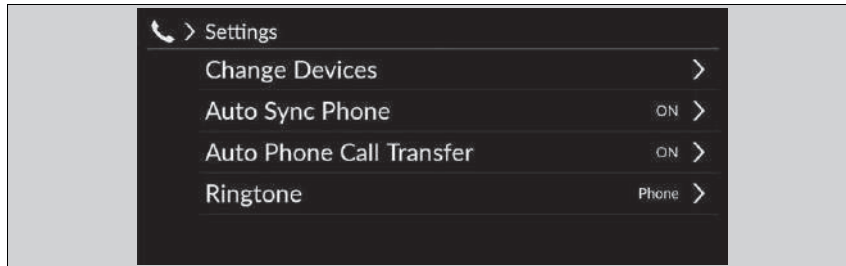 Settings
Change Devices
Auto Sync Phone ON
Auto Phone Call Transfer ON
Ringtone Phone